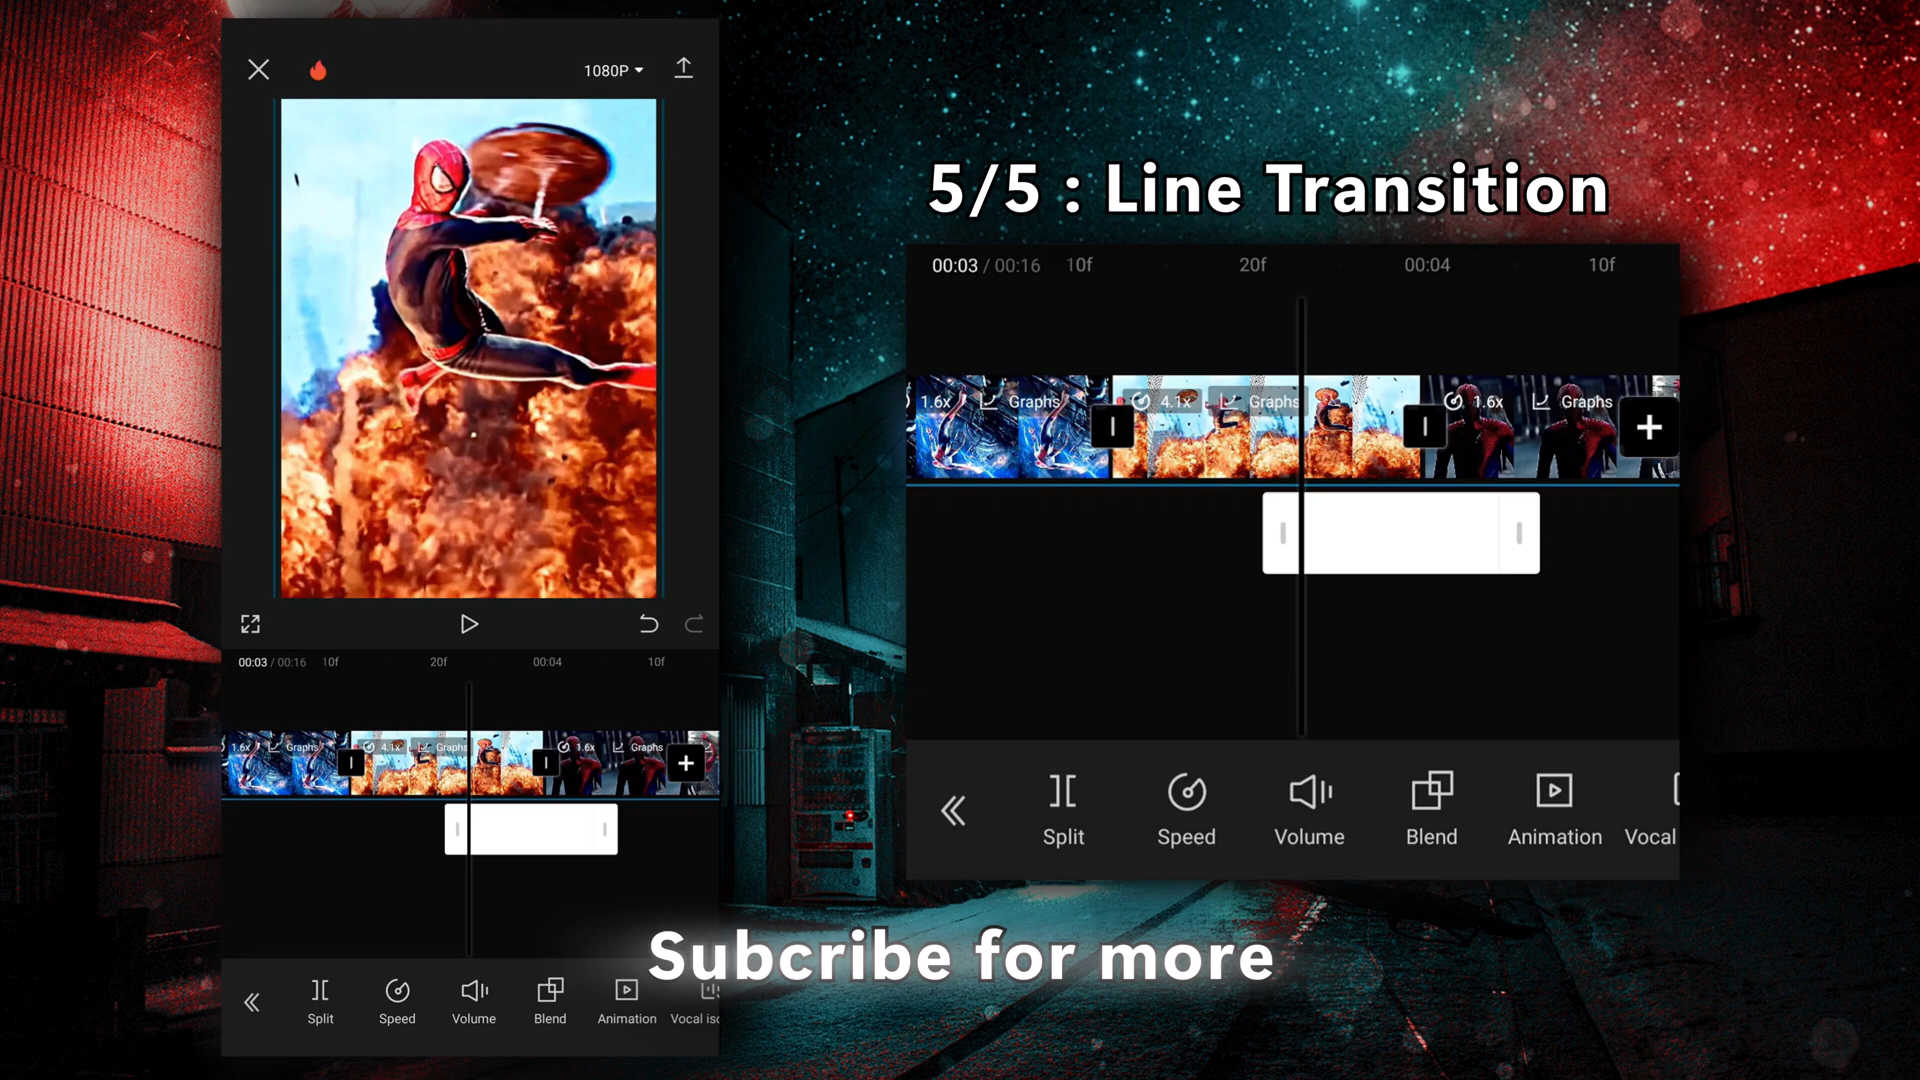 1080P
00:03 / 00:16 10f 20f 00:04 10f
1.6x Graphs 4.1x Graphs 1.6x Graphs
Split Speed Volume Blend Animation Vocal iso
5/5 : Line Transition
00:03 / 00:16 10f 20f 00:04 10f
1.6x Graphs 4.1x Graphs 1.6x Graphs
Split Speed Volume Blend Animation Vocal
Subcribe for more